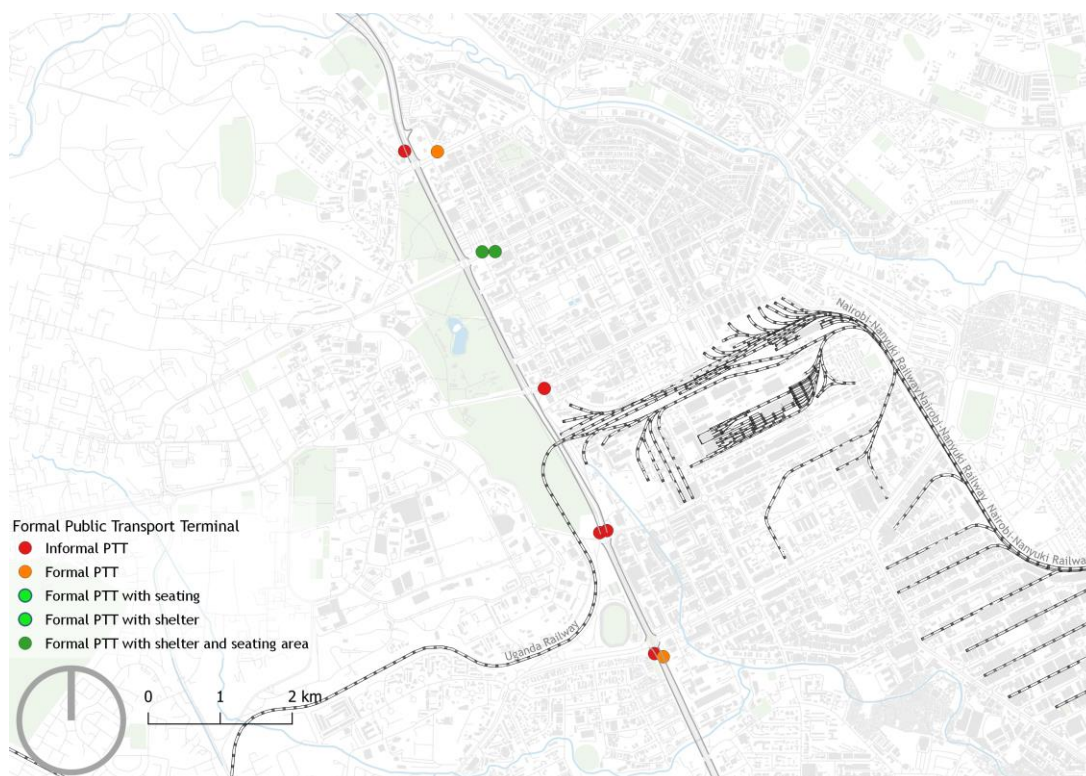 Nairobi-Nanyuki Railway
Nairobi-Nanyuki Railway
Nairobi-Nanyuki Railway
Uganda Railway
Formal Public Transport Terminal
Informal PTT
Formal PTT
Formal PTT with seating
Formal PTT with shelter
Formal PTT with shelter and seating area
0 1 2 km